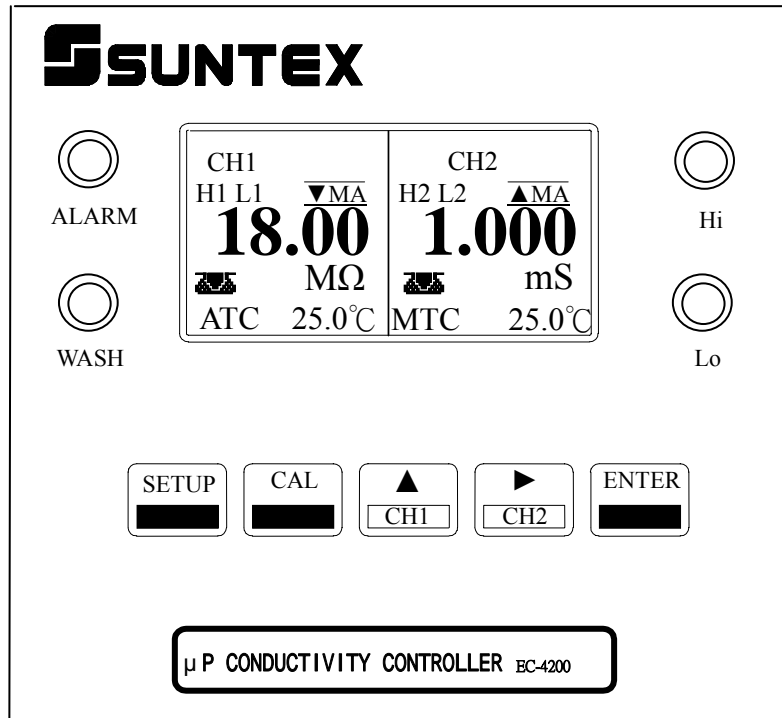 SUNTEX
CH1 CH2
ALARM H1 L1 ▼MA H2 L2 ▲MA Hi
18.00 1.000
MΩ mS
ATC 25.0℃ MTC 25.0℃
WASH Lo
SETUP CAL ▲ ► ENTER
CH1 CH2
μP CONDUCTIVITY CONTROLLER EC-4200